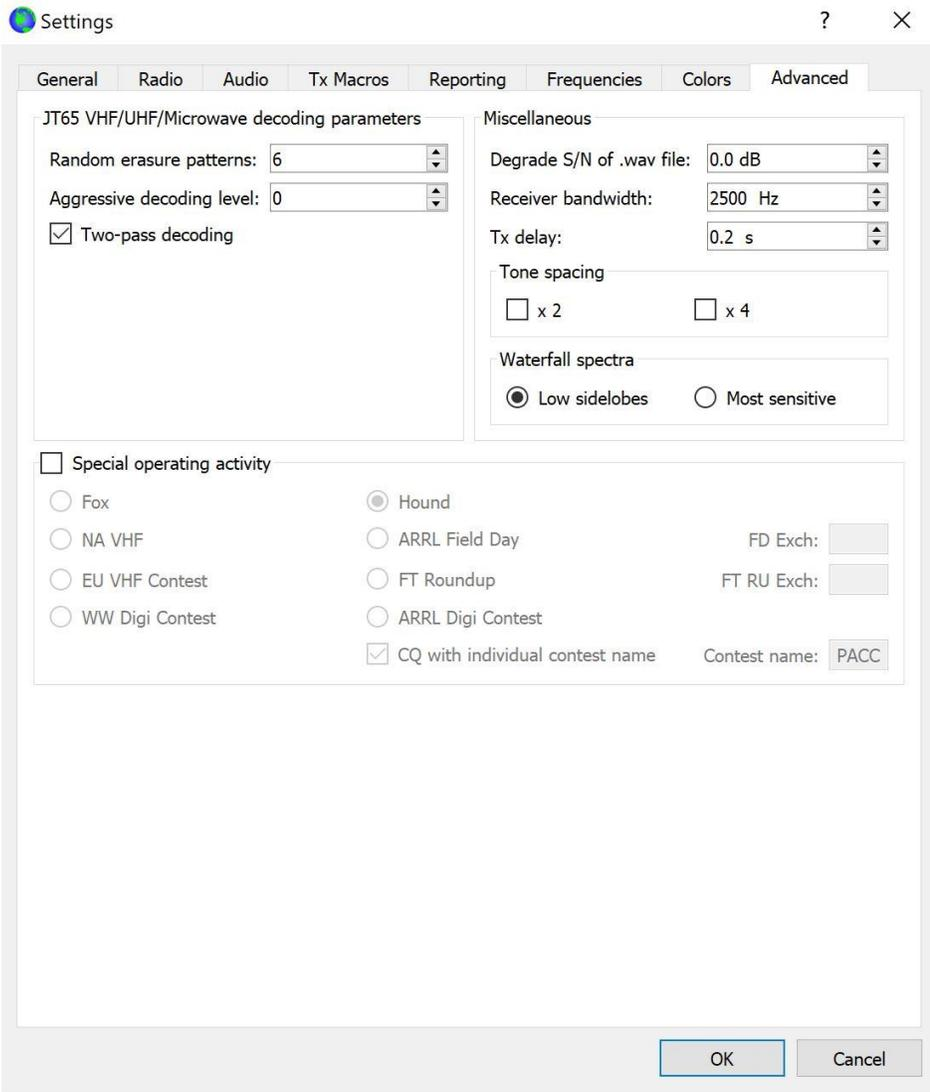 Settings
?
General Radio Audio Tx Macros Reporting Frequencies Colors Advanced
JT65 VHF/UHF/Microwave decoding parameters
Random erasure patterns: 6
Aggressive decoding level: 0
Two-pass decoding
Miscellaneous
Degrade S/N of .wav file: 0.0 dB
Receiver bandwidth: 2500 Hz
Tx delay: 0.2 s
Tone spacing
x 2 x 4
Waterfall spectra
Low sidelobes Most sensitive
Special operating activity
Fox Hound
NA VHF ARRL Field Day FD Exch:
EU VHF Contest FT Roundup FT RU Exch:
WW Digi Contest ARRL Digi Contest
CQ with individual contest name Contest name: PACC
OK Cancel